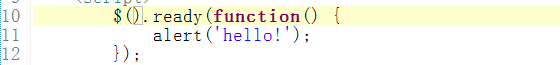 10 $().ready(function() {
11 alert('hello!');
12 });